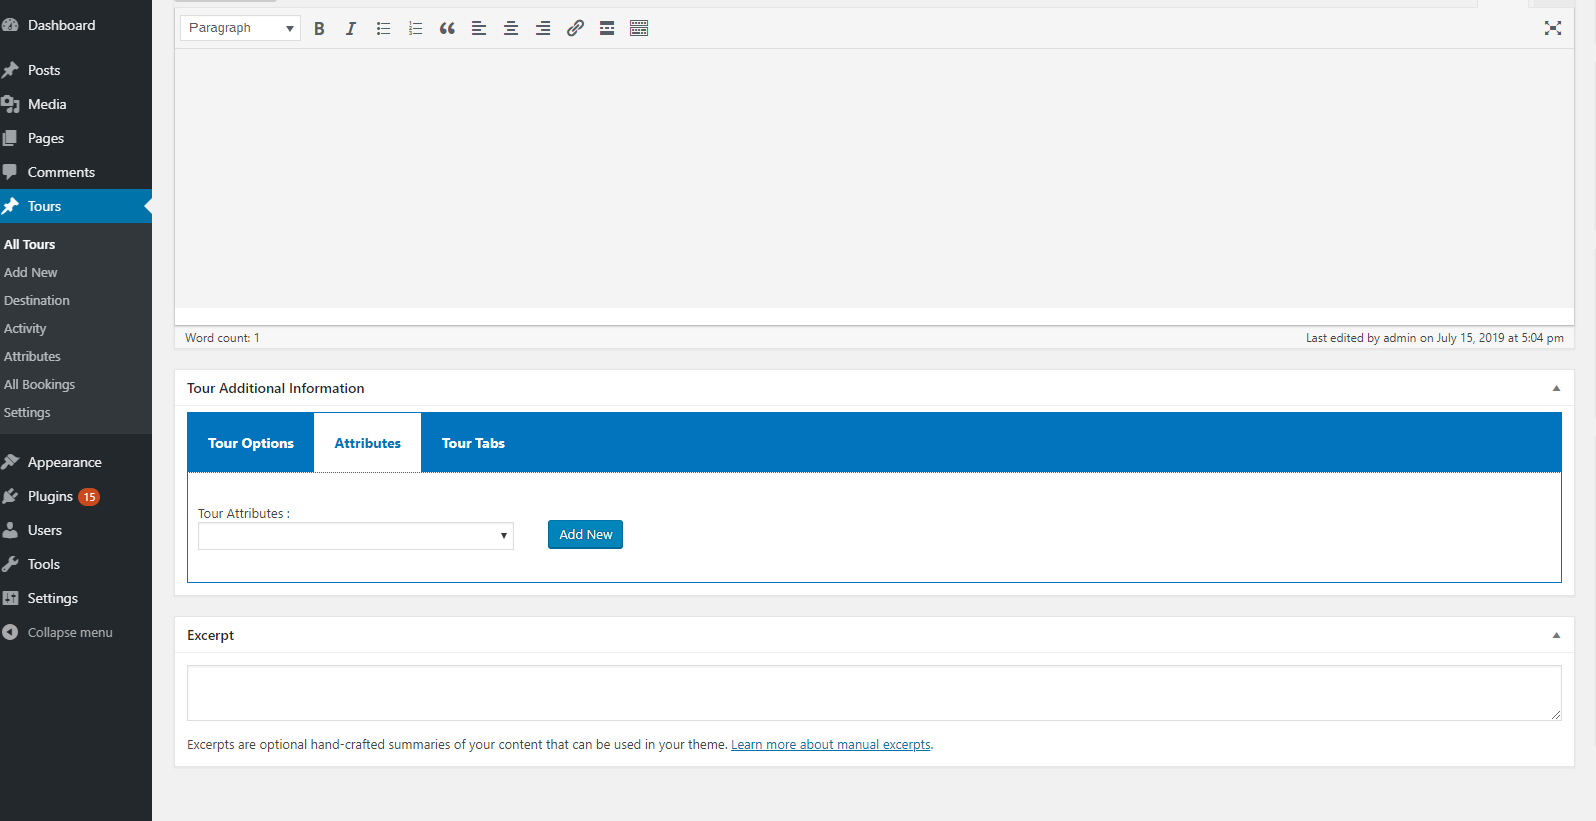 Dashboard
Posts
Media
Pages
Comments
Tours
All Tours
Add New
Destination
Activity
Attributes
All Bookings
Settings
Appearance
Plugins 15
Users
Tools
Settings
Collapse menu
Paragraph
Word count: 1
Last edited by admin on July 15, 2019 at 5:04 pm
Tour Additional Information
Tour Options Attributes Tour Tabs
Tour Attributes :
Add New
Excerpt
Excerpts are optional hand-crafted summaries of your content that can be used in your theme. Learn more about manual excerpts.